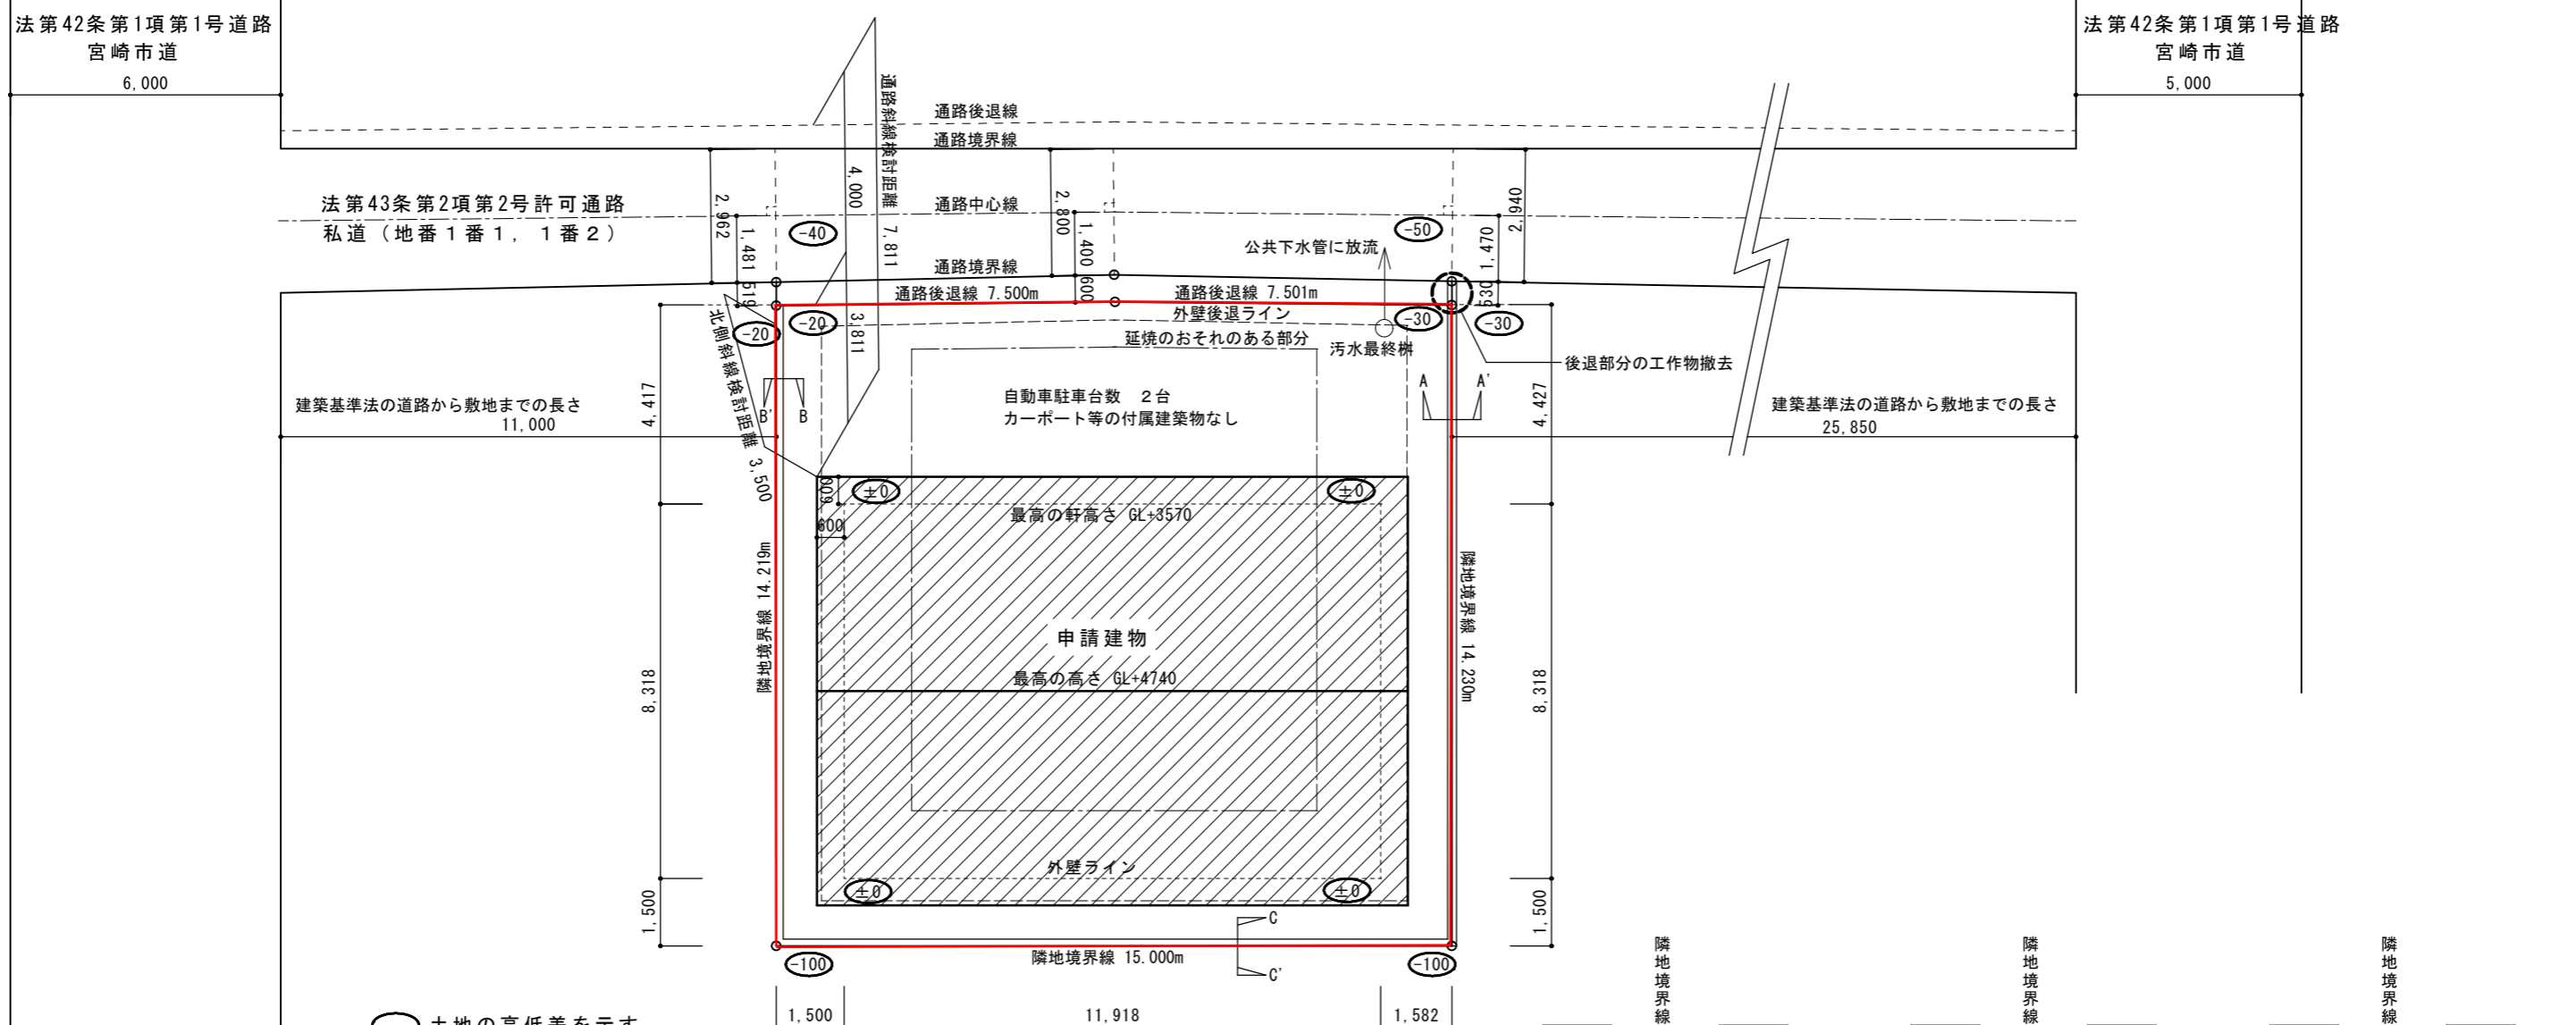 法第42条第1項第1号道路
宮崎市道
6,000
法第42条第1項第1号道路
宮崎市道
5,000
通路後退線
通路境界線
通路斜線検討距離 7,811
4,000
3,811
法第43条第2項第2号許可通路
私道（地番１番１，１番２）
通路中心線
2,962
1,481
519
-40
2,800
1,400
600
-50
公共下水管に放流
2,940
1,470
530
通路境界線
通路後退線 7.500m
通路後退線 7.501m
-20
-20
外壁後退ライン
-30
-30
延焼のおそれのある部分
汚水最終桝
後退部分の工作物撤去
北側斜線検討距離 3,500
自動車駐車台数　２台
カーポート等の付属建築物なし
B'
B
A
A'
建築基準法の道路から敷地までの長さ
11,000
建築基準法の道路から敷地までの長さ
25,850
4,417
4,427
±0
±0
600
600
最高の軒高さ GL+3570
隣地境界線 14.219m
隣地境界線 14.230m
申請建物
最高の高さ GL+4740
8,318
8,318
外壁ライン
±0
±0
1,500
1,500
C
C'
隣地境界線 15.000m
-100
-100
隣地境界線
隣地境界線
隣地境界線
1,500
11,918
1,582
土地の高低差を示す